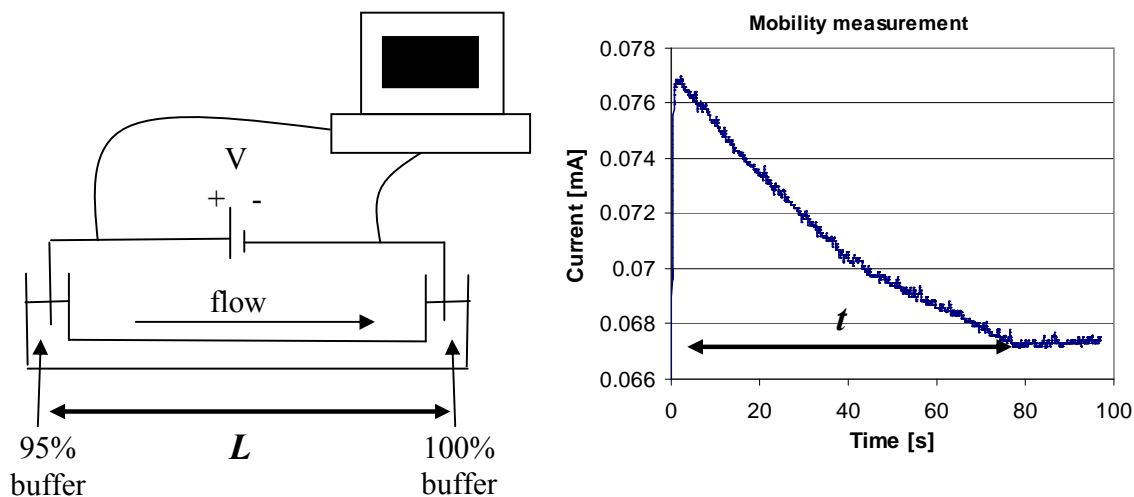 V
+ -
flow
95%
buffer
L
100%
buffer
Mobility measurement
Current [mA]
0.078
0.076
0.074
0.072
0.07
0.068
0.066
t
0 20 40 60 80 100
Time [s]